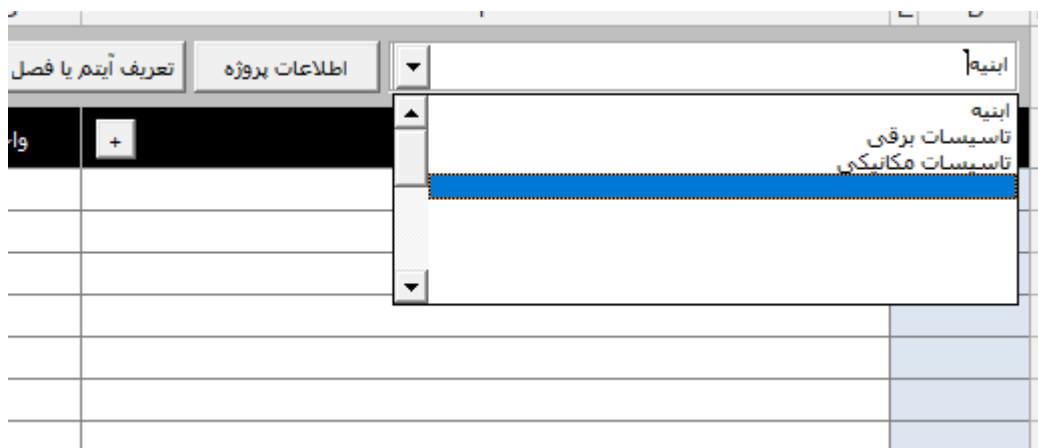 ابنیه
اطلاعات پروژه
تعریف آیتم یا فصل
ابنیه
تاسیسات برقی
تاسیسات مکانیکی
+